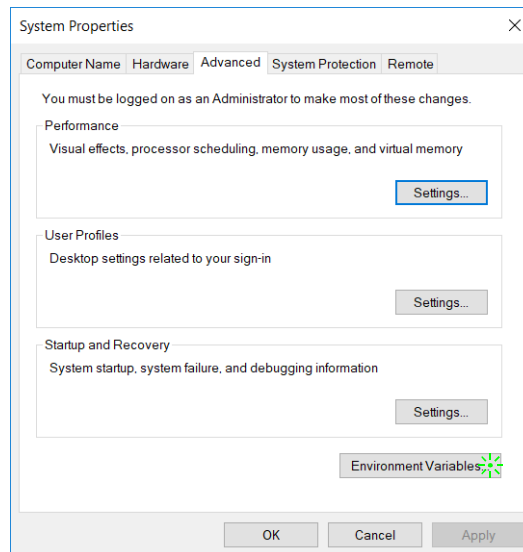 System Properties
Computer Name Hardware Advanced System Protection Remote
You must be logged on as an Administrator to make most of these changes.
Performance
Visual effects, processor scheduling, memory usage, and virtual memory
Settings...
User Profiles
Desktop settings related to your sign-in
Settings...
Startup and Recovery
System startup, system failure, and debugging information
Settings...
Environment Variables...
OK Cancel Apply